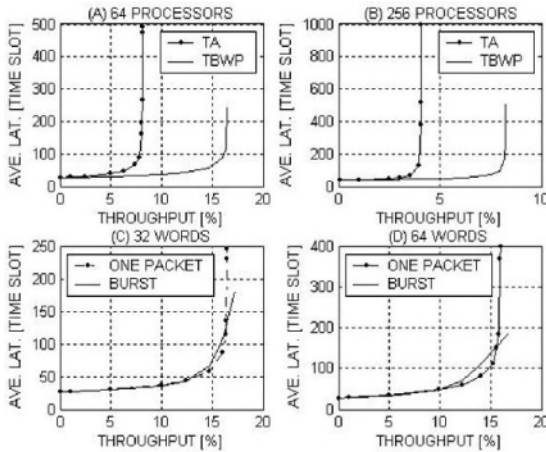 (A) 64 PROCESSORS
AVE. LAT. [TIME SLOT]
500
400
300
200
100
0
TA
TBWP
0 5 10 15 20
THROUGHPUT [%]
(B) 256 PROCESSORS
AVE. LAT. [TIME SLOT]
1000
800
600
400
200
0
TA
TBWP
0 5 10
THROUGHPUT [%]
(C) 32 WORDS
AVE. LAT. [TIME SLOT]
250
200
150
100
50
0
ONE PACKET
BURST
0 5 10 15 20
THROUGHPUT [%]
(D) 64 WORDS
AVE. LAT. [TIME SLOT]
400
300
200
100
0
ONE PACKET
BURST
0 5 10 15 20
THROUGHPUT [%]